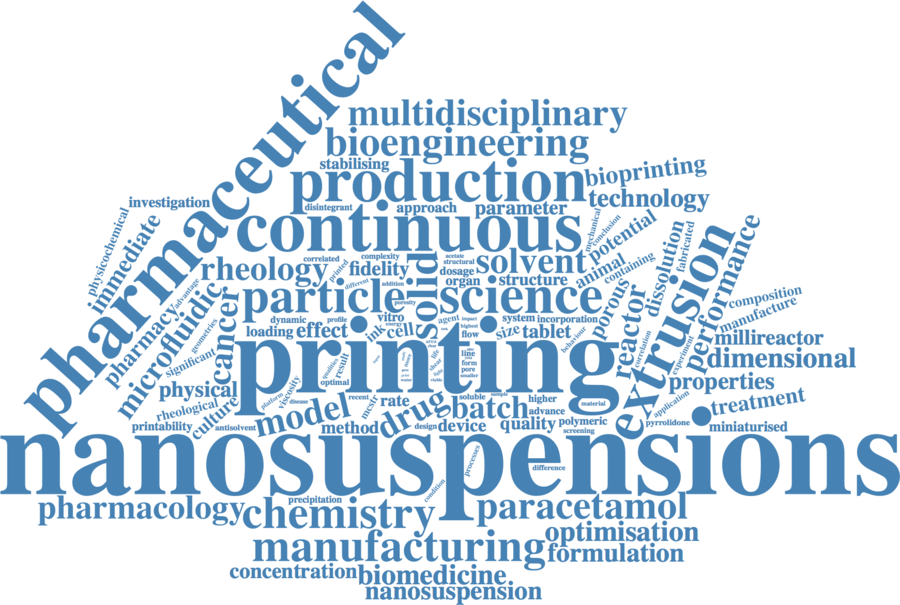 pharmaceutical
multidisciplinary
bioengineering
stabilising
production
bioprinting
technology
investigation
disintegrant
approach
parameter
continuous
mechanical
conclusion
potential
physicochemical
immediate
rheology
correlated
complexity
printed
fidelity
different
addition
solid
acetate
structural
dosage
organ
solvent
structure
animal
containing
dissolution
fabricated
extrusion
performance
advantage
pharmacy
microfluidic
geometries
significant
cancer
particle
porosity
science
porous
reactor
composition
manufacture
dynamic
profile
vitro
energy
loading
effect
ink
cell
agent
impact
highest
flow
system
incorporation
size
tablet
behaviour
correlation
experiment
millireactor
dimensional
printing
area
line
form
pore
smaller
life
shear
qualities
result
optimal
physical
properties
rheological
culture
printability
antisolvent
platform
disease
viscosity
model
recent
mcstr
rate
method
drug
soluble
sample
higher
batch
advance
design
device
quality
polymeric
screening
material
application
pyrrolidone
treatment
miniaturised
nanosuspensions
processes
difference
condition
precipitation
pharmacology
chemistry
paracetamol
manufacturing
optimisation
formulation
concentration
biomedicine
nanosuspension